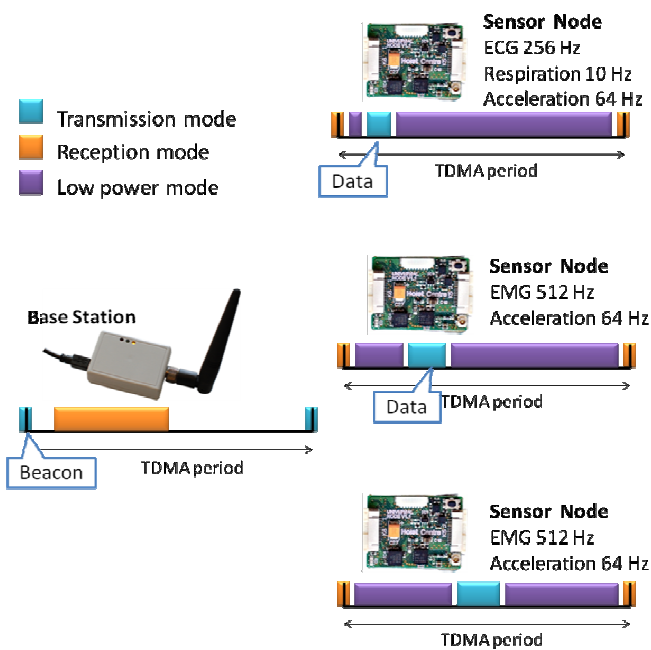 Sensor Node
ECG 256 Hz
Respiration 10 Hz
Acceleration 64 Hz
Transmission mode
Reception mode
Low power mode
TDMA period
Data
Sensor Node
EMG 512 Hz
Acceleration 64 Hz
Base Station
TDMA period
Data
TDMA period
Beacon
Sensor Node
EMG 512 Hz
Acceleration 64 Hz
TDMA period